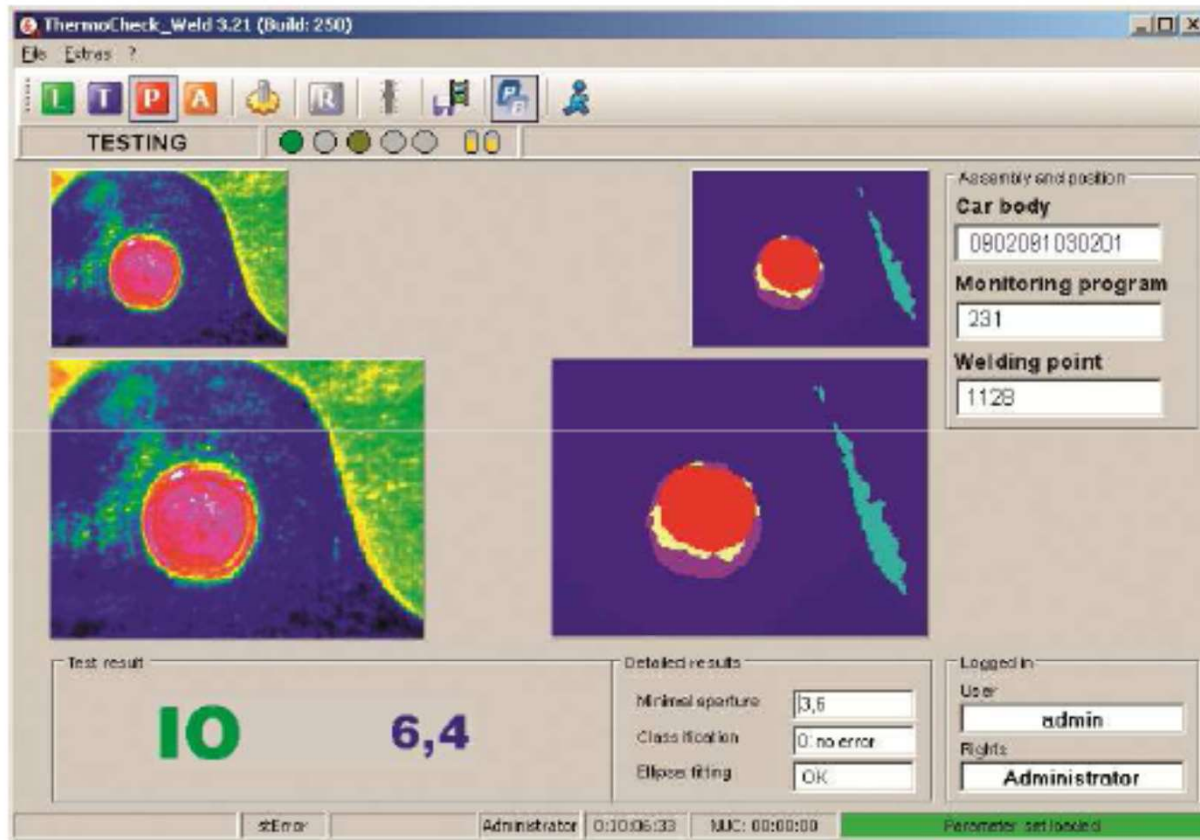 ThermoCheck_Weld 3.21 (Build: 250)
File Extras ?
L T P A R
TESTING
Assembly and position
Car body
0902091030201
Monitoring program
231
Welding point
1128
Test result
IO 6,4
Detailed results
Minimal aperture 3,6
Classification 0: no error
Ellipse fitting OK
Logged in
User
admin
Rights
Administrator
stError Administrator 0:10:06:33 NUC: 00:00:00 Parameter set loaded